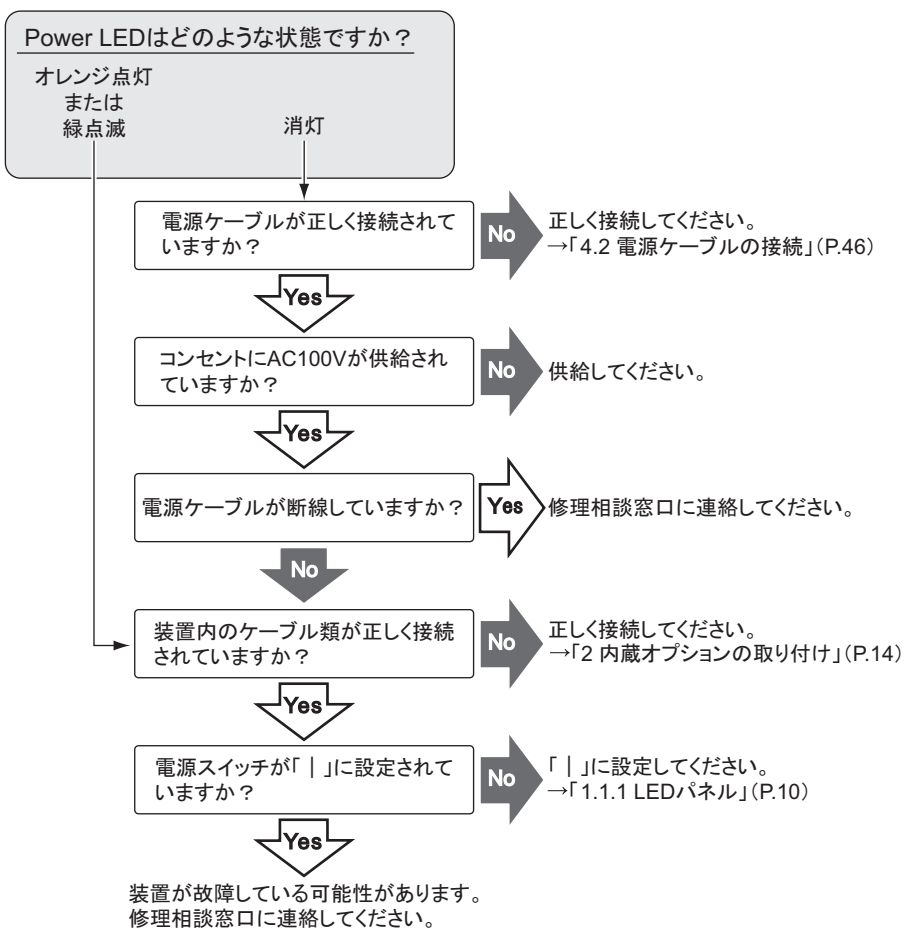 Power LEDはどのような状態ですか？
オレンジ点灯
または
緑点滅
消灯
電源ケーブルが正しく接続されて
いますか？
No
正しく接続してください。
→「4.2 電源ケーブルの接続」（P.46）
Yes
コンセントにAC100Vが供給され
ていますか？
No
供給してください。
Yes
電源ケーブルが断線していますか？
Yes
修理相談窓口に連絡してください。
No
装置内のケーブル類が正しく接続
されていますか？
No
正しく接続してください。
→「2 内蔵オプションの取り付け」（P.14）
Yes
電源スイッチが「｜」に設定されて
いますか？
No
「｜」に設定してください。
→「1.1.1 LEDパネル」（P.10）
Yes
装置が故障している可能性があります。
修理相談窓口に連絡してください。